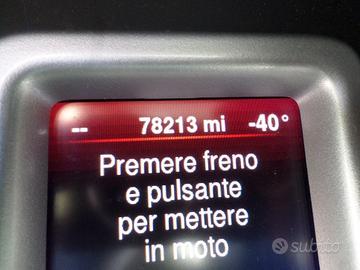 -- 78213 mi -40°
Premere freno
e pulsante
per mettere
in moto
subito